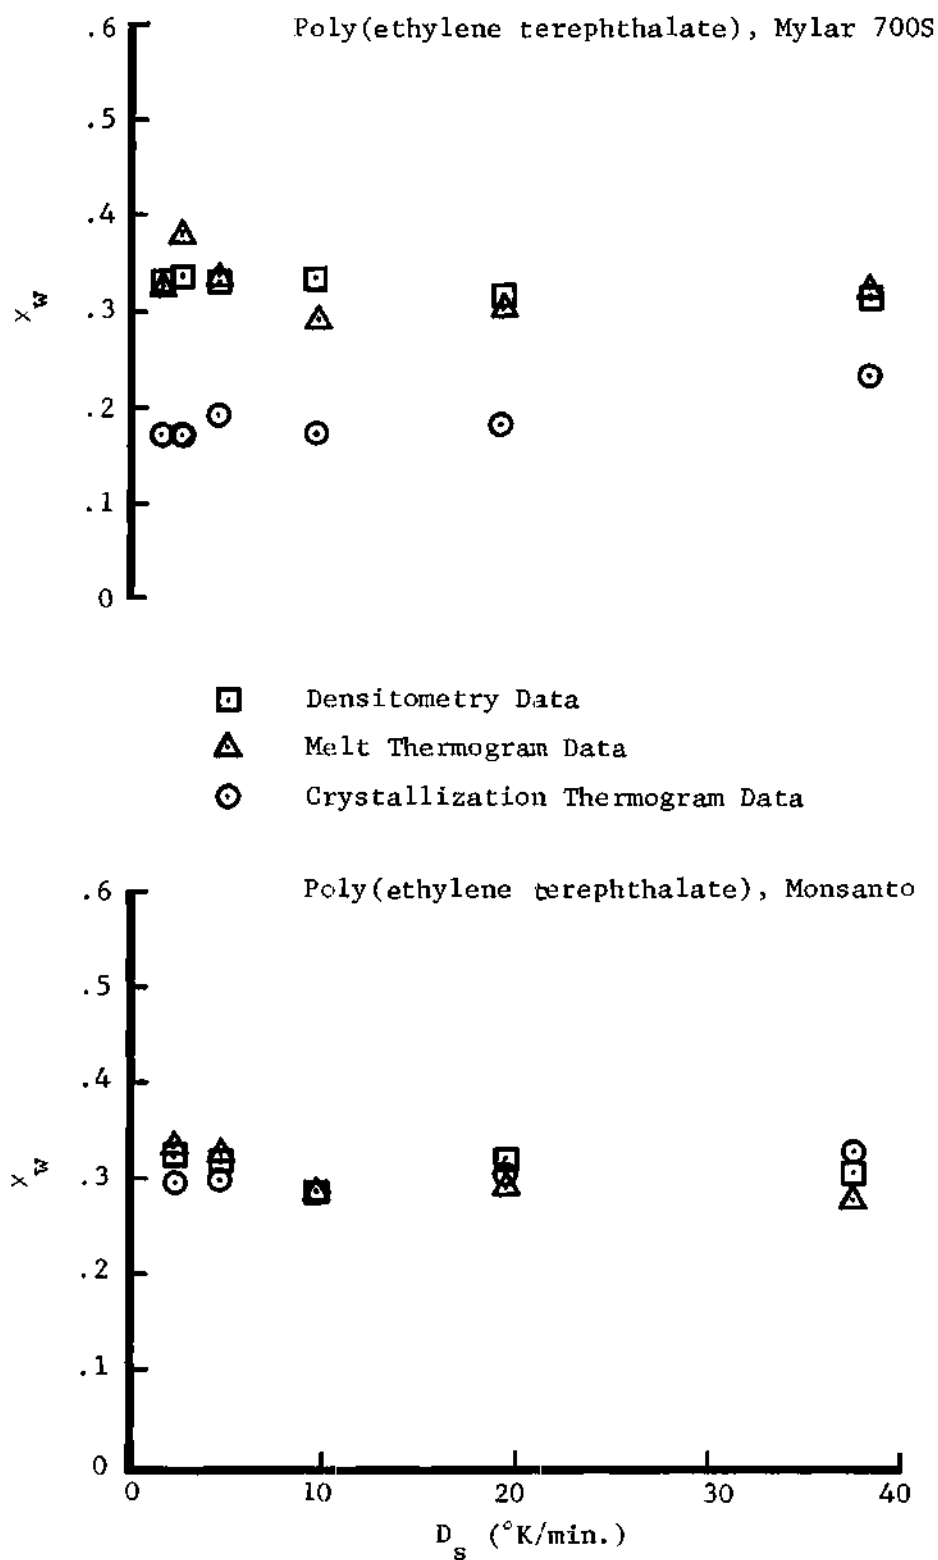 Poly(ethylene terephthalate), Mylar 700S
.6
.5
.4
.3
.2
.1
0
x_w
Densitometry Data
Melt Thermogram Data
Crystallization Thermogram Data
Poly(ethylene terephthalate), Monsanto
.6
.5
.4
.3
.2
.1
0
x_w
0 10 20 30 40
D_s (°K/min.)